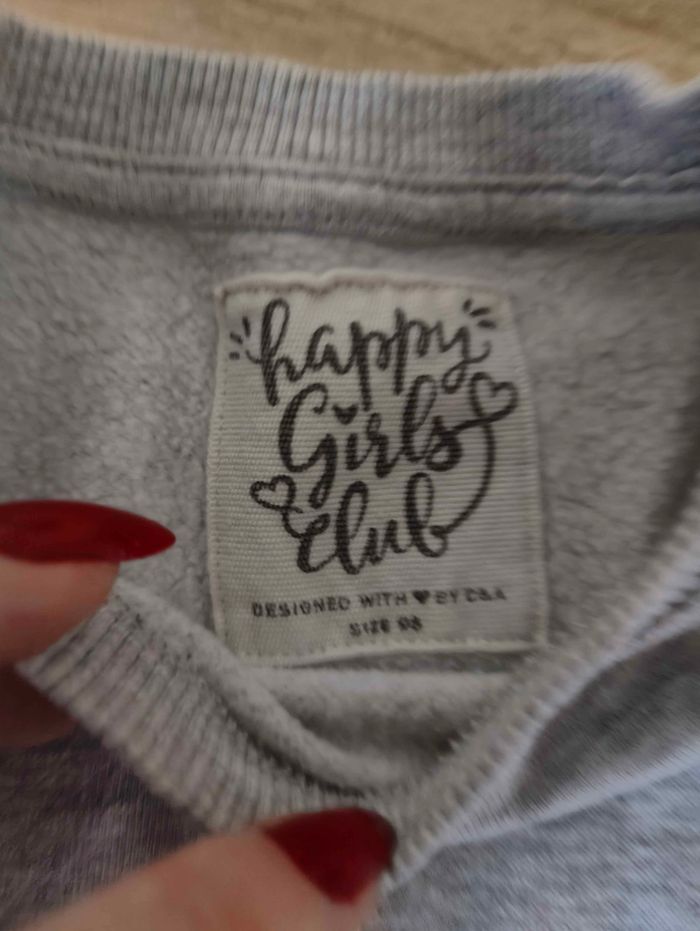 happy
Girls
Club
DESIGNED WITH ♥ BY C&A
SIZE 98